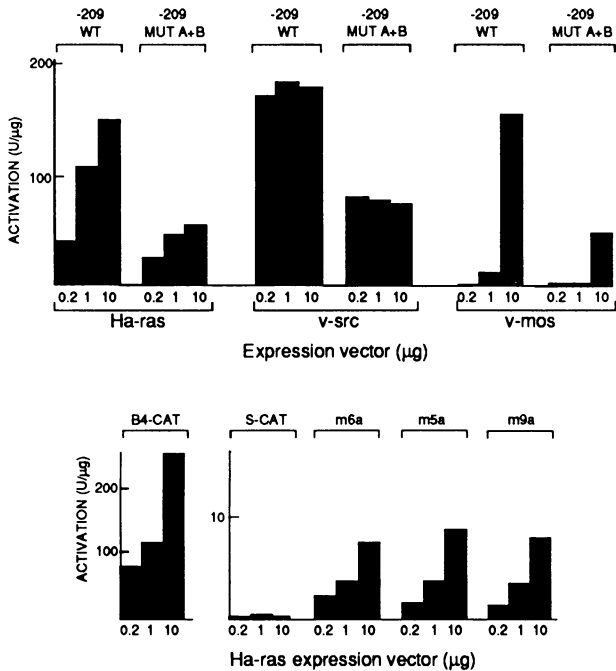 -209 -209 -209 -209 -209 -209
WT MUT A+B WT MUT A+B WT MUT A+B
200
100
ACTIVATION (U/µg)
0.2 1 10 0.2 1 10 0.2 1 10 0.2 1 10 0.2 1 10 0.2 1 10
Ha-ras v-src v-mos
Expression vector (µg)
B4-CAT S-CAT m6a m5a m9a
200
100
ACTIVATION (U/µg)
10
0.2 1 10 0.2 1 10 0.2 1 10 0.2 1 10 0.2 1 10
Ha-ras expression vector (µg)